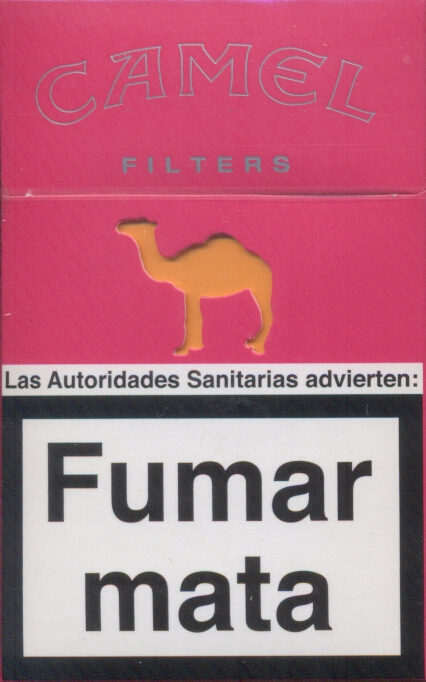 CAMEL
FILTERS
Las Autoridades Sanitarias advierten:
Fumar
mata